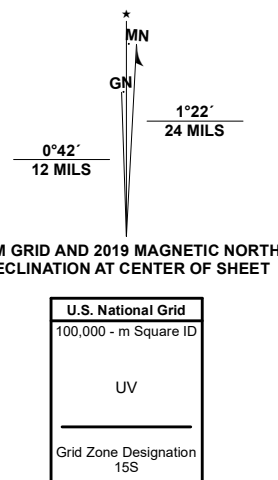 ★
MN
GN
1°22´
24 MILS
0°42´
12 MILS
M GRID AND 2019 MAGNETIC NORTH
ECLINATION AT CENTER OF SHEET
U.S. National Grid
100,000 - m Square ID
UV
Grid Zone Designation
15S